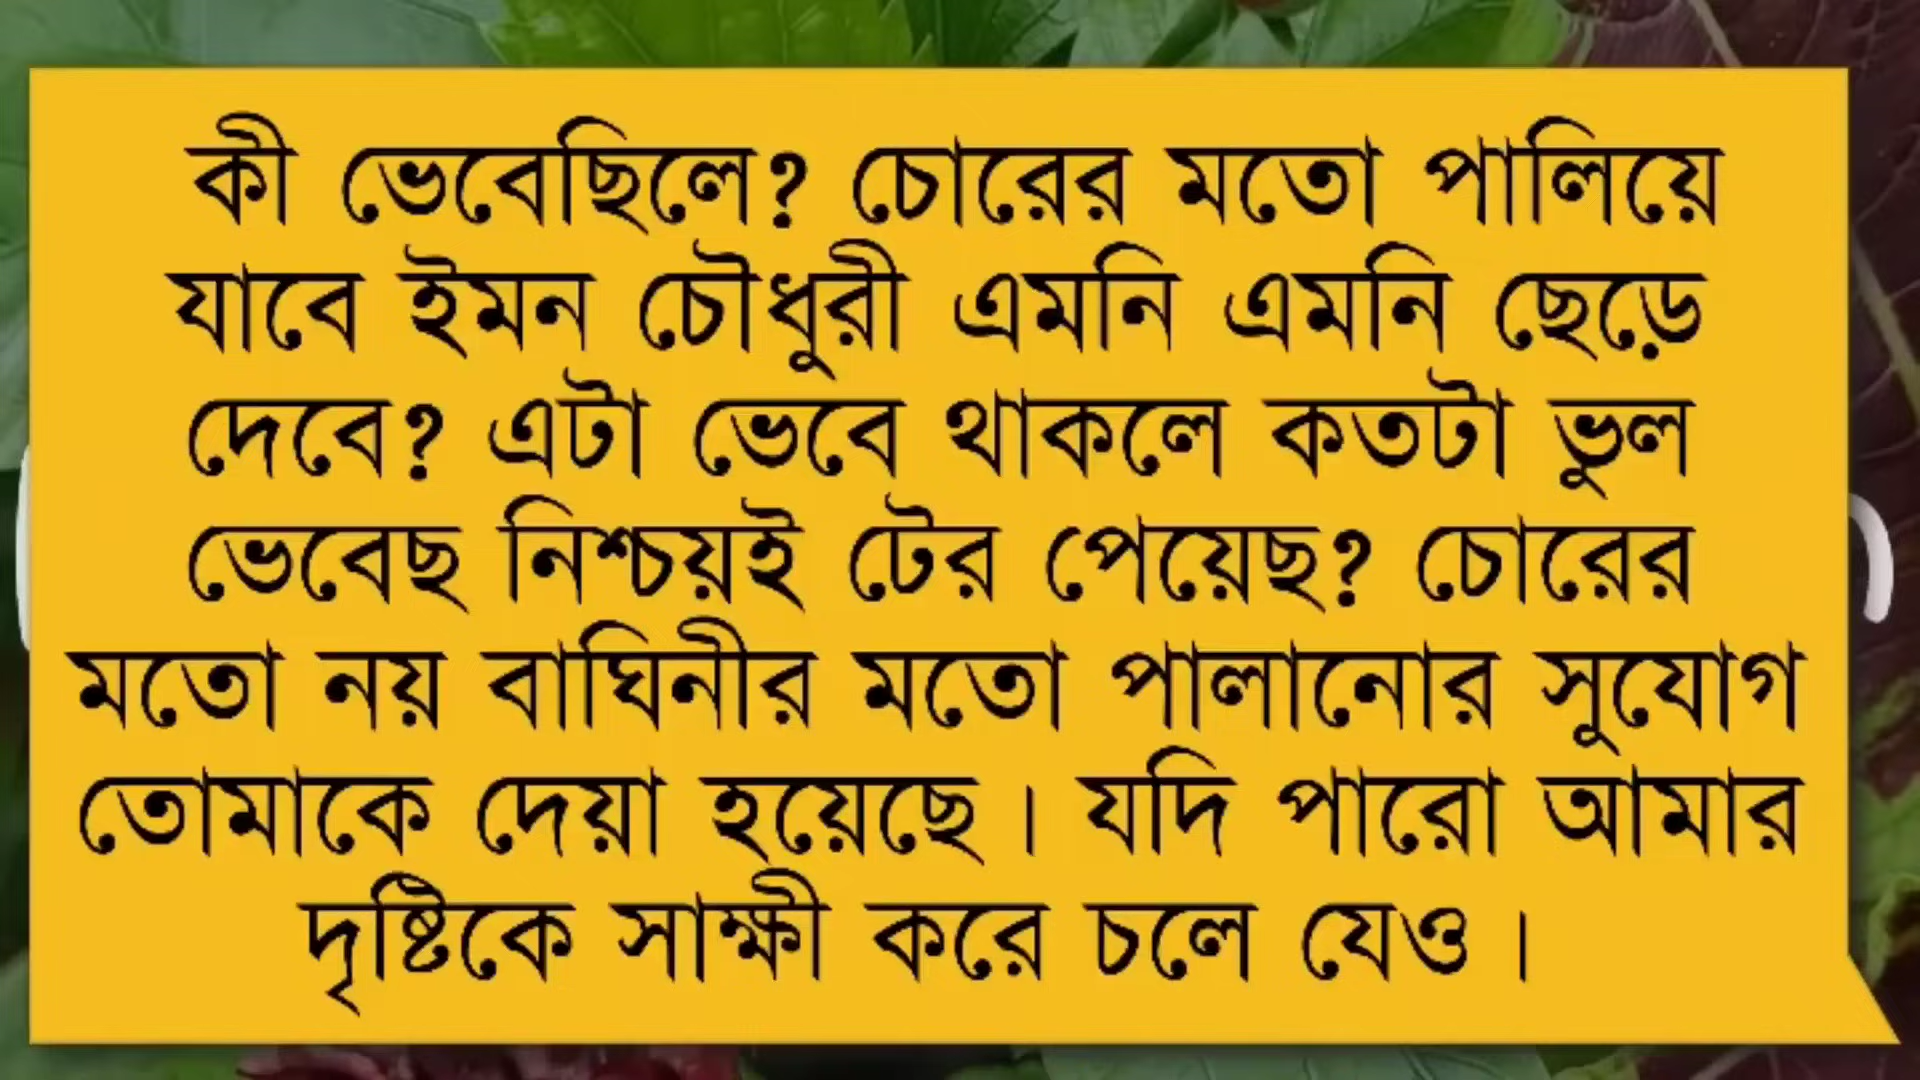 কী ভেবেছিলে? চোরের মতো পালিয়ে
যাবে ইমন চৌধুরী এমনি এমনি ছেড়ে
দেবে? এটা ভেবে থাকলে কতটা ভুল
ভেবেছ নিশ্চয়ই টের পেয়েছ? চোরের
মতো নয় বাঘিনীর মতো পালানোর সুযোগ
তোমাকে দেয়া হয়েছে। যদি পারো আমার
দৃষ্টিকে সাক্ষী করে চলে যেও।